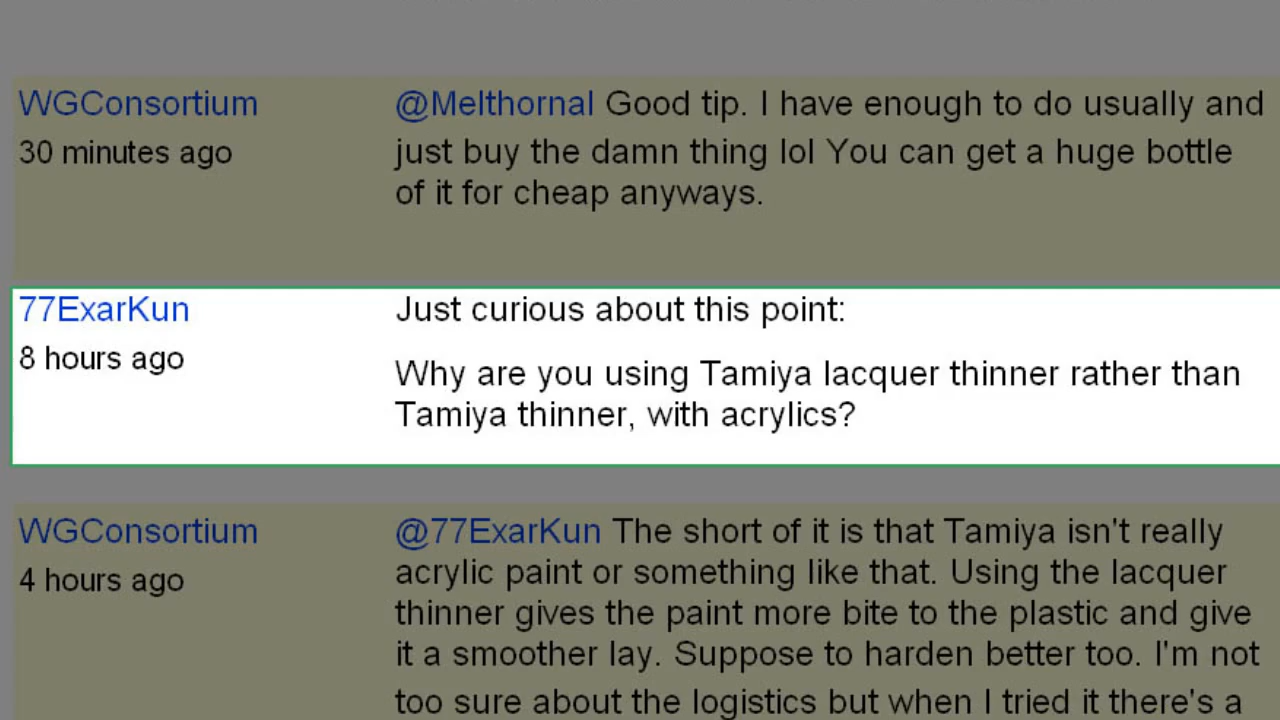 WGConsortium
30 minutes ago
@Melthornal Good tip. I have enough to do usually and
just buy the damn thing lol You can get a huge bottle
of it for cheap anyways.
77ExarKun
8 hours ago
Just curious about this point:
Why are you using Tamiya lacquer thinner rather than
Tamiya thinner, with acrylics?
WGConsortium
4 hours ago
@77ExarKun The short of it is that Tamiya isn't really
acrylic paint or something like that. Using the lacquer
thinner gives the paint more bite to the plastic and give
it a smoother lay. Suppose to harden better too. I'm not
too sure about the logistics but when I tried it there's a